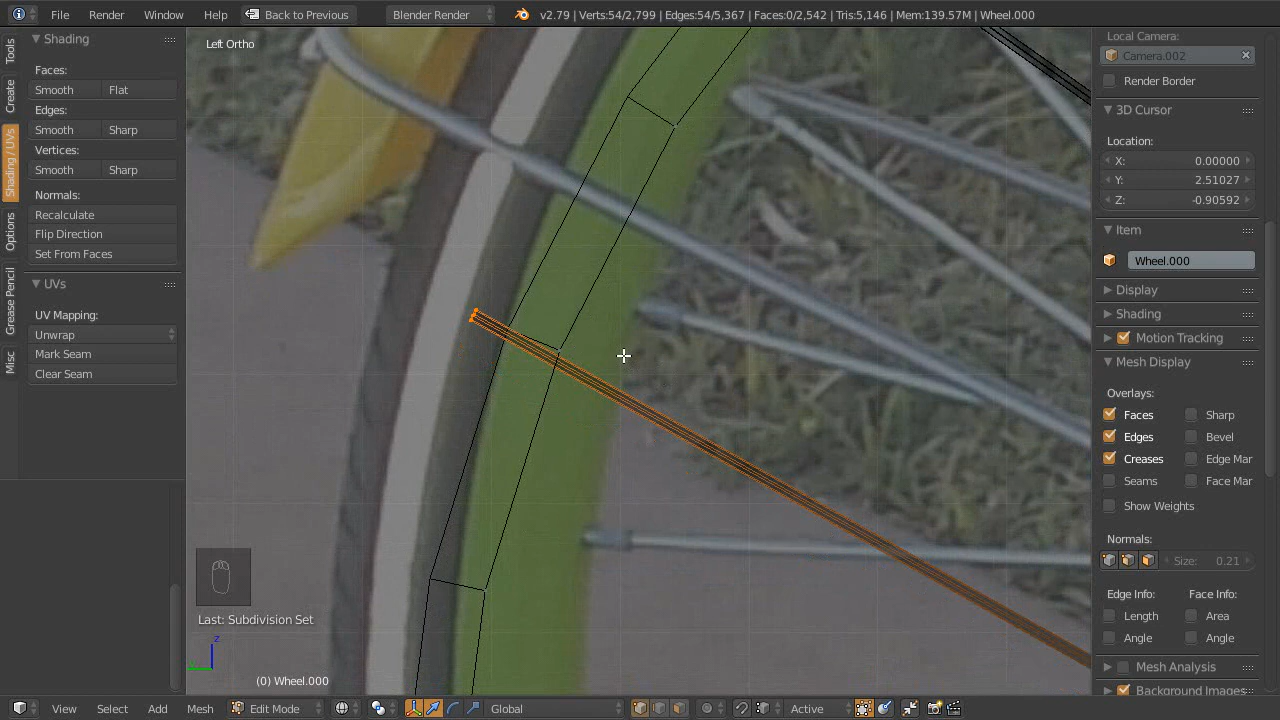 File Render Window Help Back to Previous Blender Render v2.79 | Verts:54/2,799 | Edges:54/5,367 | Faces:0/2,542 | Tris:5,146 | Mem:139.57M | Wheel.000
Tools
Create
Shading / UVs
Options
Grease Pencil
Misc
Shading
Faces:
Smooth Flat
Edges:
Smooth Sharp
Vertices:
Smooth Sharp
Normals:
Recalculate
Flip Direction
Set From Faces
UVs
UV Mapping:
Unwrap
Mark Seam
Clear Seam
Left Ortho
Last: Subdivision Set
z
(0) Wheel.000
Local Camera:
Camera.002
Render Border
3D Cursor
Location:
X: 0.00000
Y: 2.51027
Z: -0.90592
Item
Wheel.000
Display
Shading
Motion Tracking
Mesh Display
Overlays:
Faces Sharp
Edges Bevel
Creases Edge Mar
Seams Face Mar
Show Weights
Normals:
Size: 0.21
Edge Info: Face Info:
Length Area
Angle Angle
Mesh Analysis
Background Images
View Select Add Mesh Edit Mode Global Active